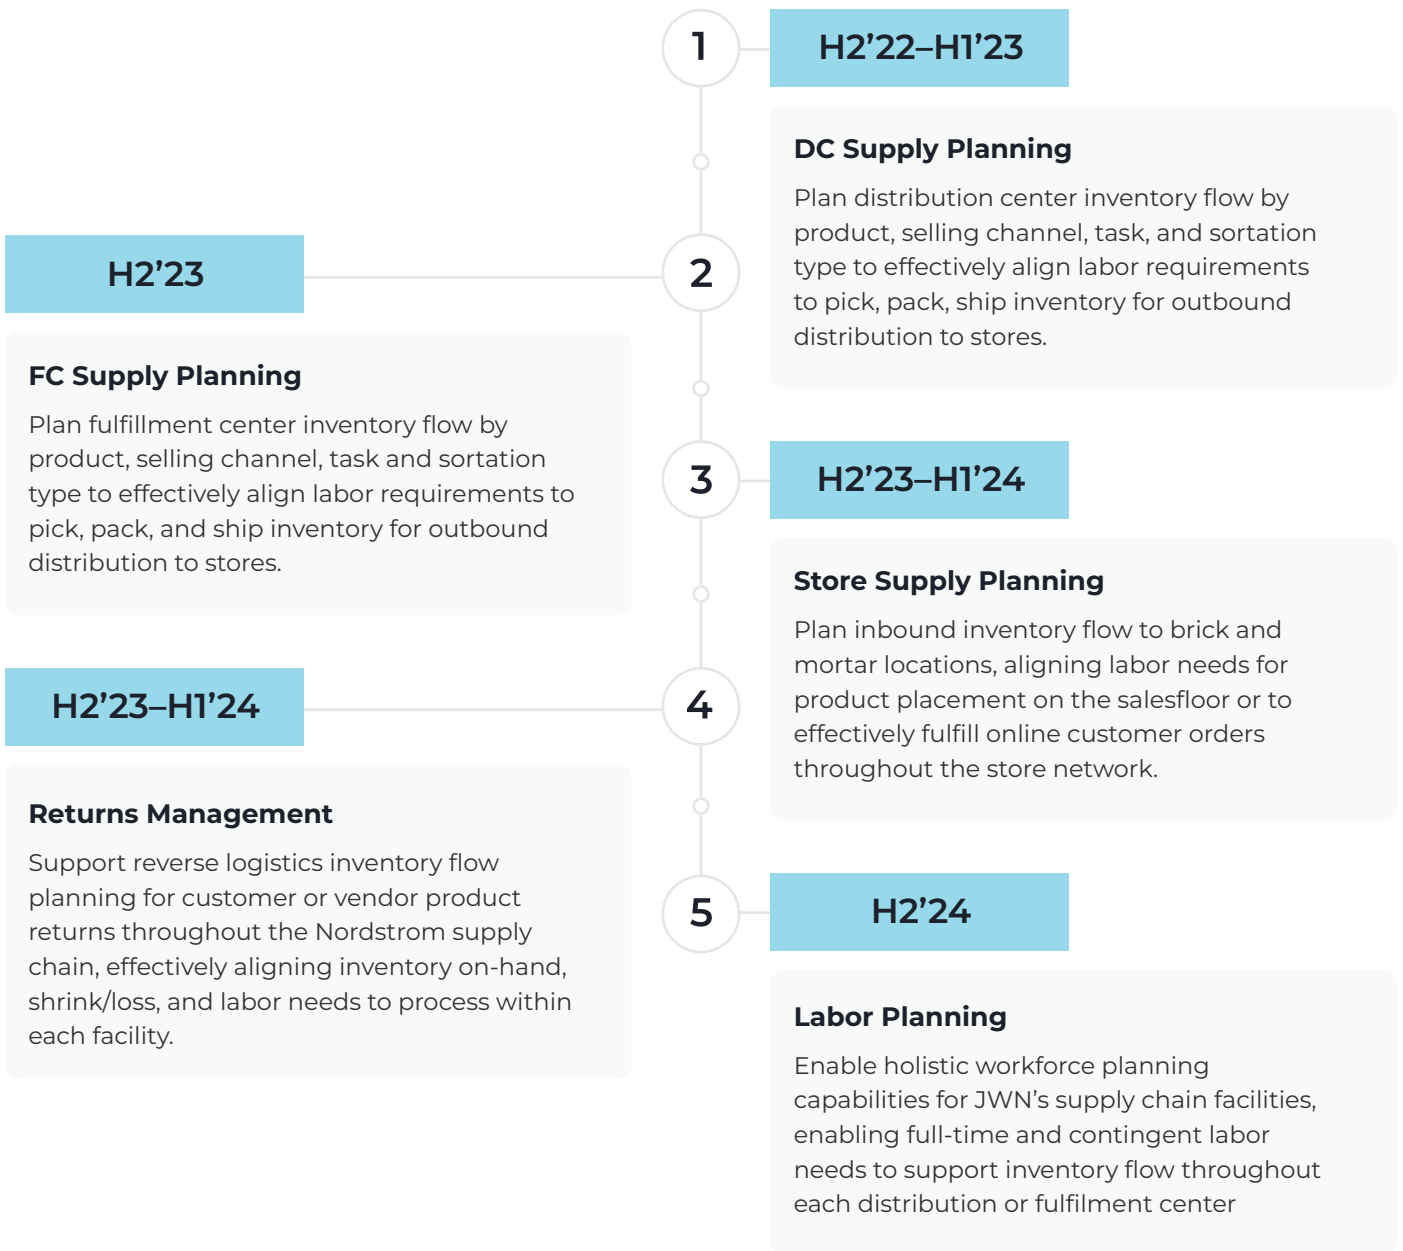 1
H2’22–H1’23
DC Supply Planning
Plan distribution center inventory flow by
product, selling channel, task, and sortation
type to effectively align labor requirements
to pick, pack, ship inventory for outbound
distribution to stores.
2
H2’23
FC Supply Planning
Plan fulfillment center inventory flow by
product, selling channel, task and sortation
type to effectively align labor requirements to
pick, pack, and ship inventory for outbound
distribution to stores.
3
H2’23–H1’24
Store Supply Planning
Plan inbound inventory flow to brick and
mortar locations, aligning labor needs for
product placement on the salesfloor or to
effectively fulfill online customer orders
throughout the store network.
4
H2’23–H1’24
Returns Management
Support reverse logistics inventory flow
planning for customer or vendor product
returns throughout the Nordstrom supply
chain, effectively aligning inventory on-hand,
shrink/loss, and labor needs to process within
each facility.
5
H2’24
Labor Planning
Enable holistic workforce planning
capabilities for JWN’s supply chain facilities,
enabling full-time and contingent labor
needs to support inventory flow throughout
each distribution or fulfilment center